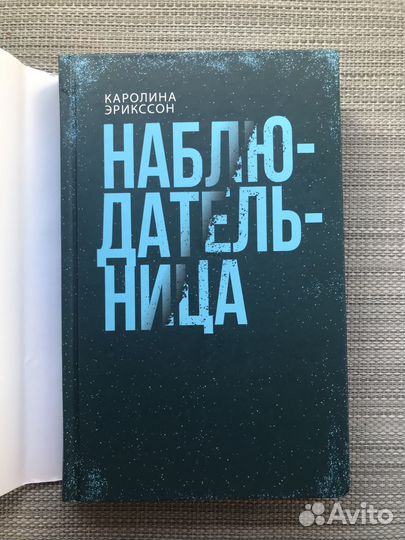 КАРОЛИНА
ЭРИКССОН
НАБЛЮ-
ДАТЕЛЬ-
НИЦА
Avito